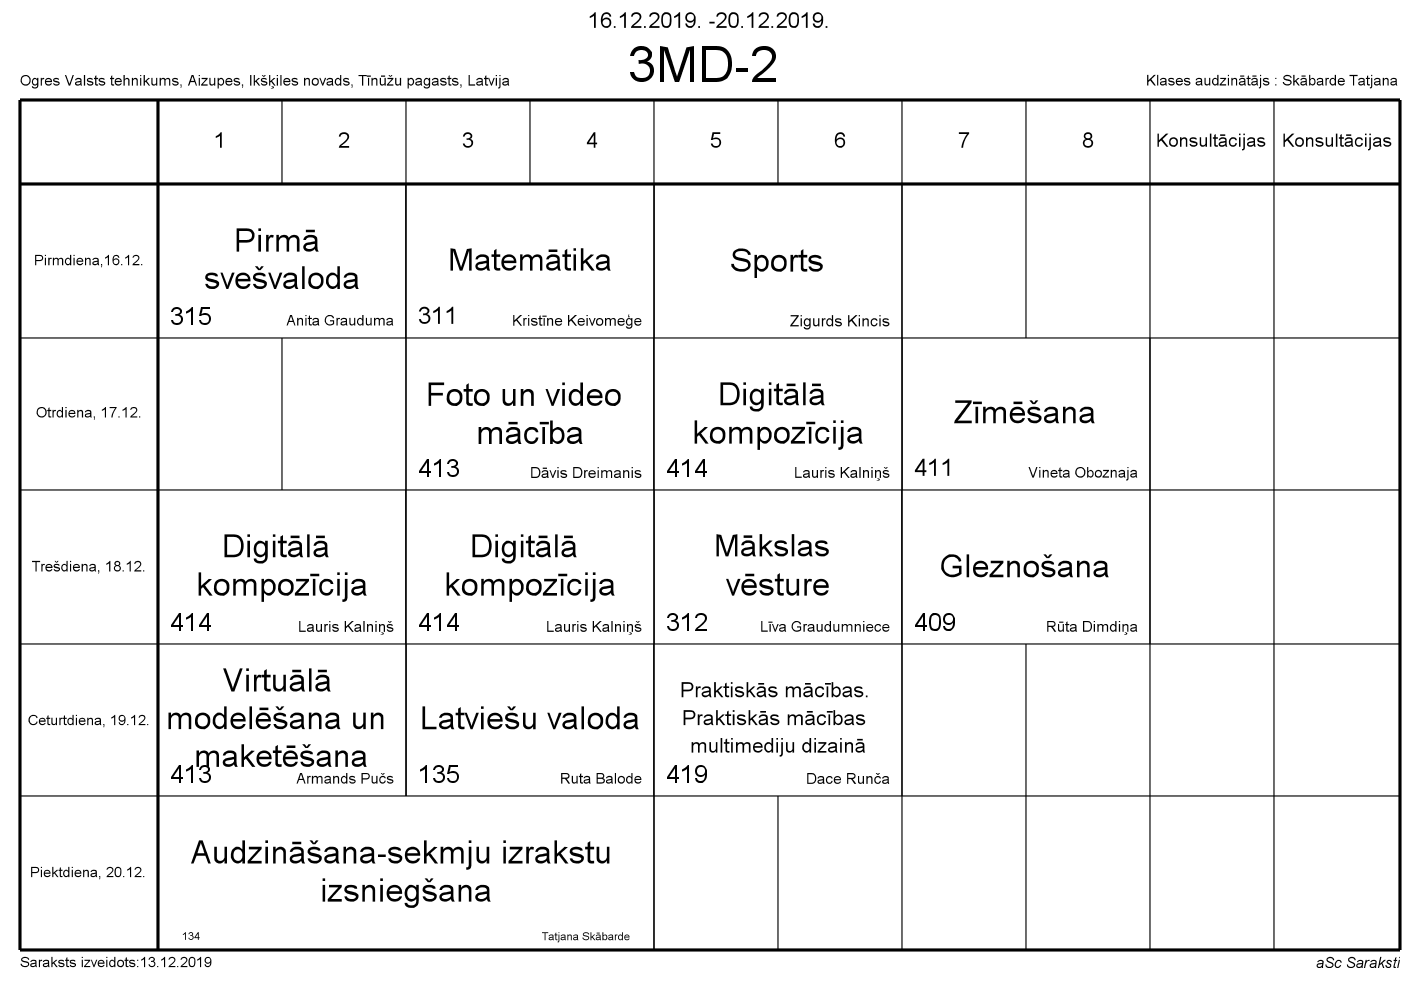 16.12.2019. -20.12.2019.
3MD-2
Ogres Valsts tehnikums, Aizupes, Ikšķiles novads, Tīnūžu pagasts, Latvija
Klases audzinātājs : Skābarde Tatjana
1 2 3 4 5 6 7 8 Konsultācijas Konsultācijas
Pirmdiena,16.12.
Pirmā
svešvaloda
315 Anita Grauduma
Matemātika
311 Kristīne Keivomeģe
Sports
Zigurds Kincis
Otrdiena, 17.12.
Foto un video
mācība
413 Dāvis Dreimanis
Digitālā
kompozīcija
414 Lauris Kalniņš
Zīmēšana
411 Vineta Oboznaja
Trešdiena, 18.12.
Digitālā
kompozīcija
414 Lauris Kalniņš
Digitālā
kompozīcija
414 Lauris Kalniņš
Mākslas
vēsture
312 Līva Graudumniece
Gleznošana
409 Rūta Dimdiņa
Ceturtdiena, 19.12.
Virtuālā
modelēšana un
maketēšana
413 Armands Pučs
Latviešu valoda
135 Ruta Balode
Praktiskās mācības.
Praktiskās mācības
multimediju dizainā
419 Dace Runča
Piektdiena, 20.12.
Audzināšana-sekmju izrakstu
izsniegšana
134 Tatjana Skābarde
Saraksts izveidots:13.12.2019
aSc Saraksti